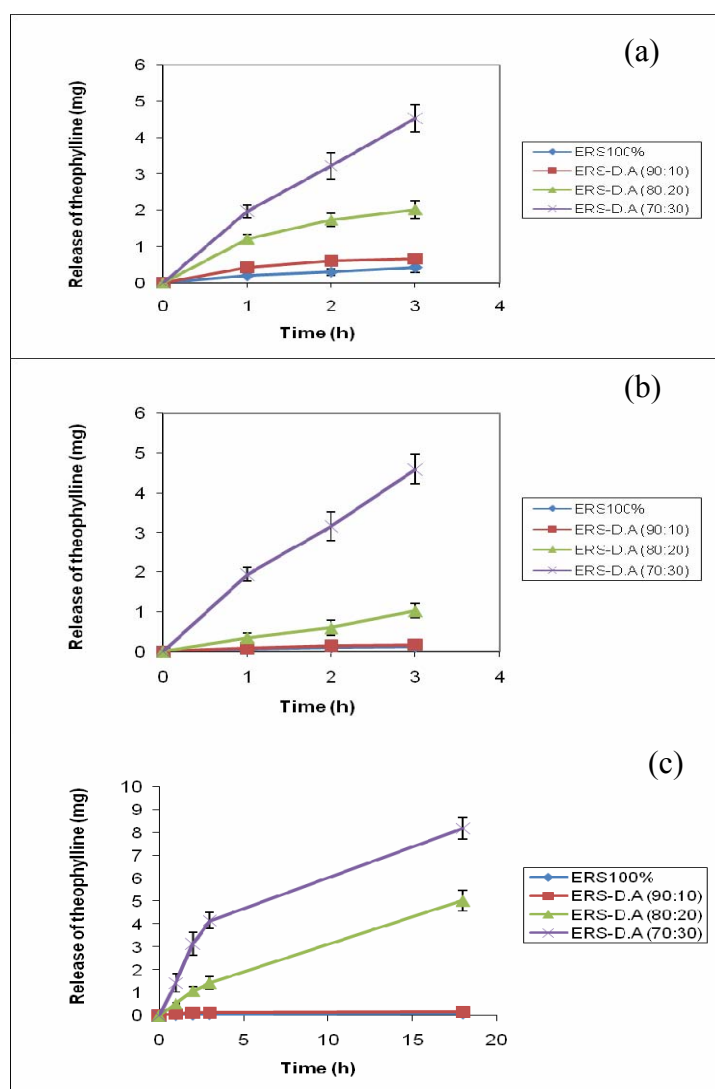 (a)
Release of theophylline (mg)
6
5
4
3
2
1
0
0 1 2 3 4
Time (h)
ERS100%
ERS-D.A (90:10)
ERS-D.A (80:20)
ERS-D.A (70:30)
(b)
Release of theophylline (mg)
6
5
4
3
2
1
0
0 1 2 3 4
Time (h)
ERS100%
ERS-D.A (90:10)
ERS-D.A (80:20)
ERS-D.A (70:30)
(c)
Release of theophylline (mg)
10
9
8
7
6
5
4
3
2
1
0
0 5 10 15 20
Time (h)
ERS100%
ERS-D.A (90:10)
ERS-D.A (80:20)
ERS-D.A (70:30)